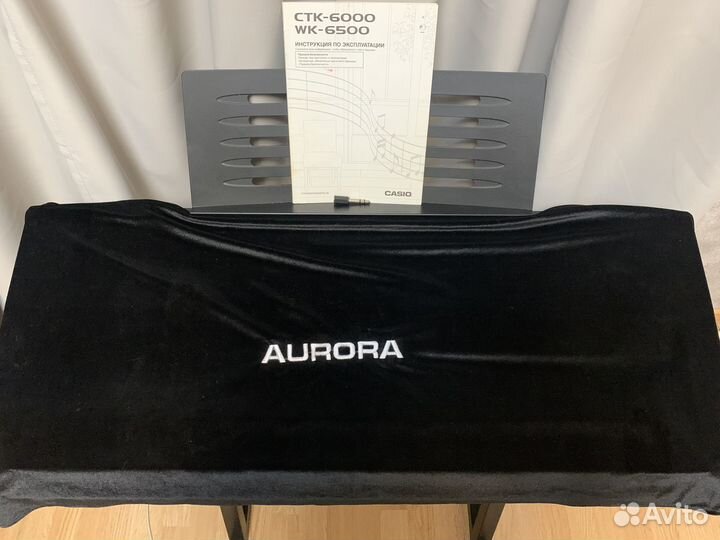 CTK-6000
WK-6500
ИНСТРУКЦИЯ ПО ЭКСПЛУАТАЦИИ
CASIO
AURORA
Avito